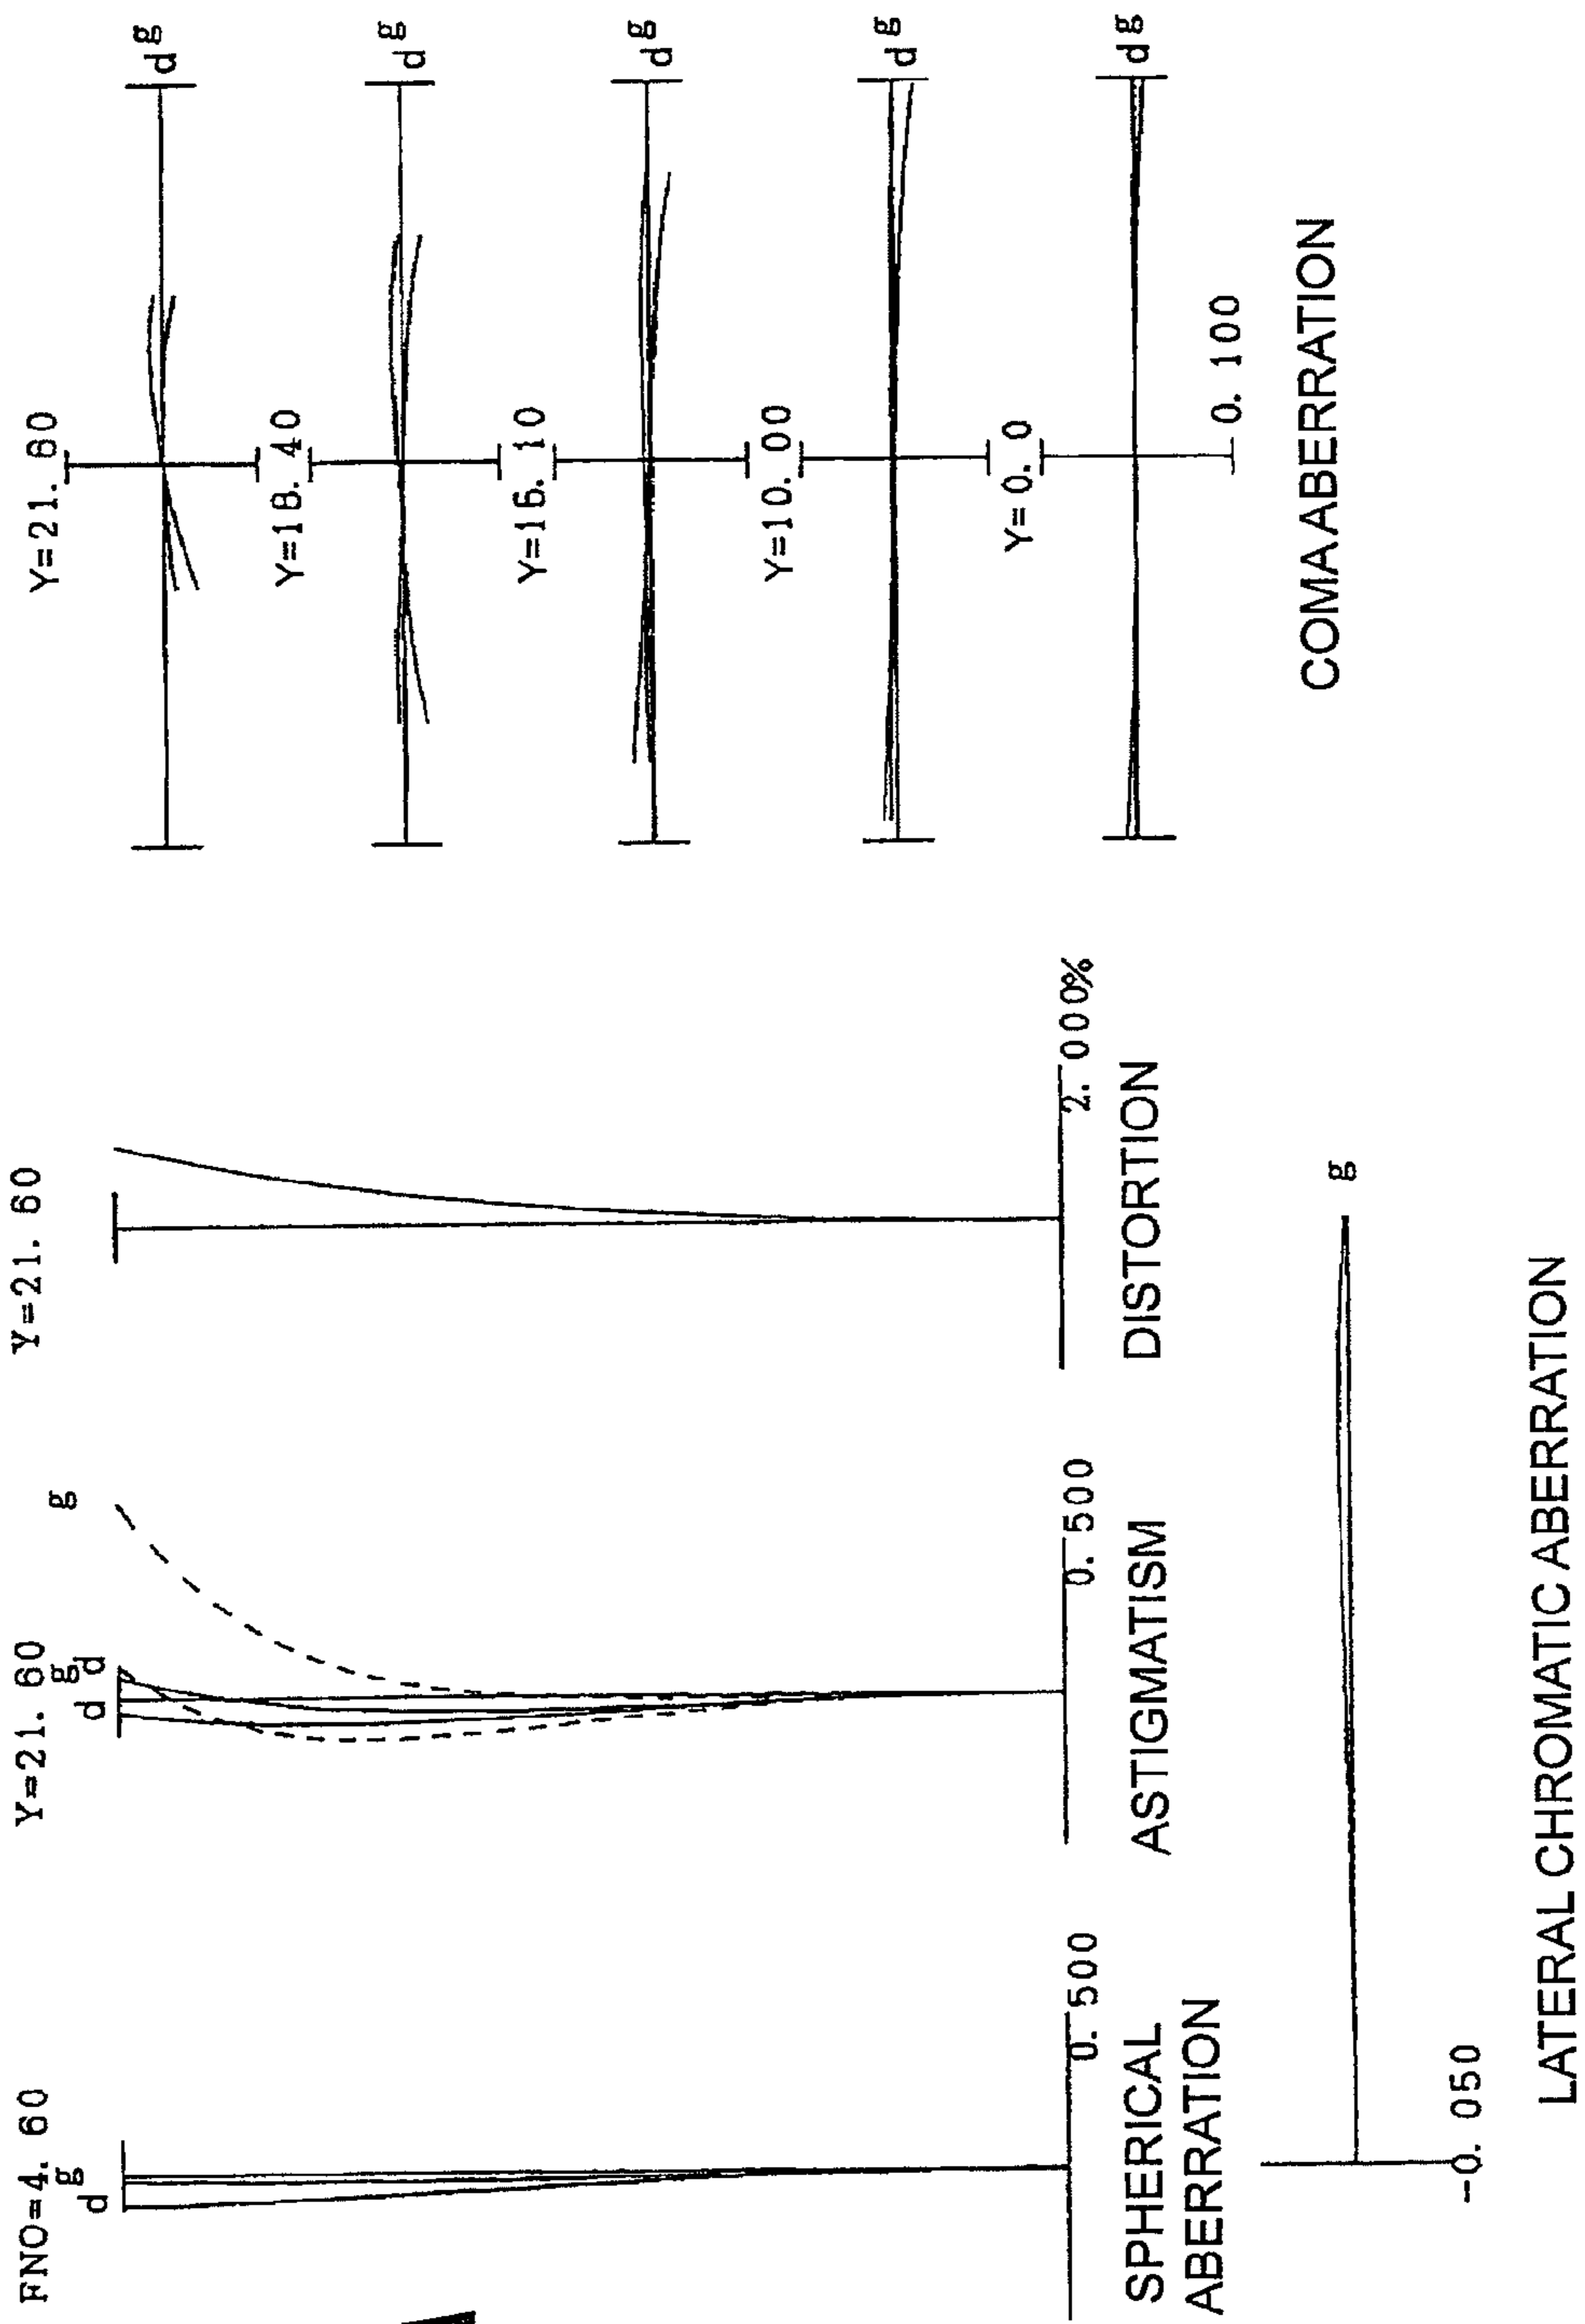 FNO=4. 60
d g
0. 500
SPHERICAL
ABERRATION
Y=21. 60
d g d
g
0. 500
ASTIGMATISM
Y=21. 60
2. 000%
DISTORTION
-0. 050
g
LATERAL CHROMATIC ABERRATION
Y=21. 60
d g
Y=18. 40
d g
Y=15. 10
d g
Y=10. 00
d g
Y=0. 0
d g
0. 100
COMA ABERRATION